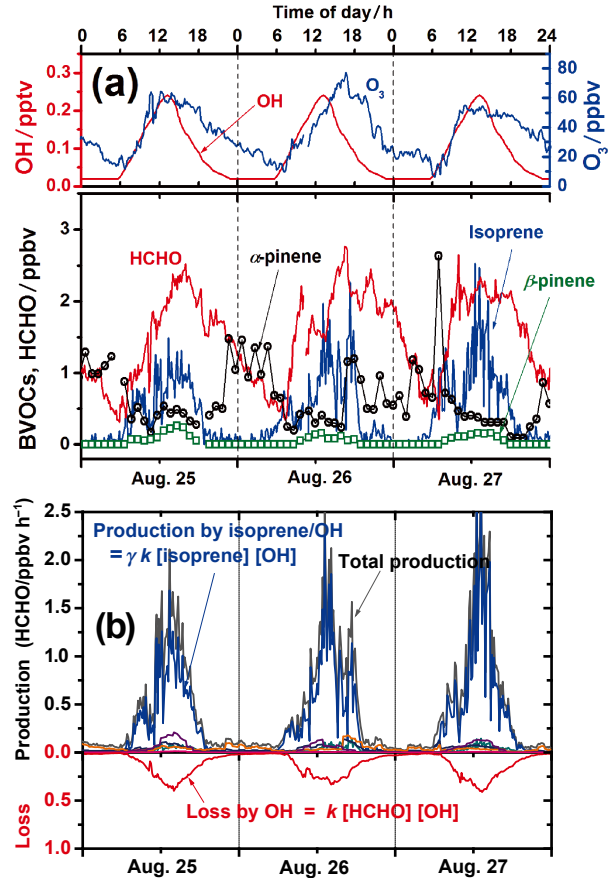 Time of day / h
0 6 12 18 0 6 12 18 0 6 12 18 24
(a)
OH / pptv
0.3
0.2
0.1
0.0
OH
O3
80
60
40
20
0
O3 / ppbv
BVOCs, HCHO / ppbv
3
2
1
0
HCHO
α-pinene
Isoprene
β-pinene
Aug. 25 Aug. 26 Aug. 27
Production (HCHO/ppbv h⁻¹)
Loss
2.5
2.0
1.5
1.0
0.5
0.0
0.5
1.0
Production by isoprene/OH
= γ k [isoprene] [OH]
Total production
(b)
Loss by OH = k [HCHO] [OH]
Aug. 25 Aug. 26 Aug. 27